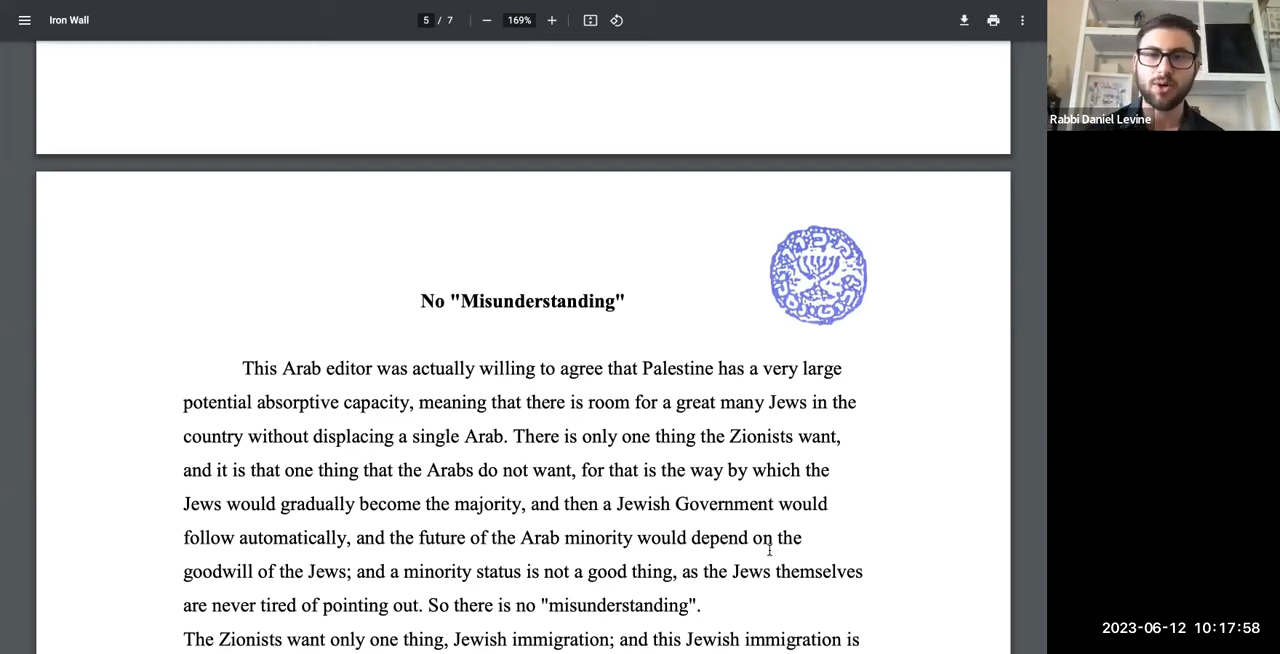 Iron Wall
5 / 7
169%
Rabbi Daniel Levine
No "Misunderstanding"
This Arab editor was actually willing to agree that Palestine has a very large
potential absorptive capacity, meaning that there is room for a great many Jews in the
country without displacing a single Arab. There is only one thing the Zionists want,
and it is that one thing that the Arabs do not want, for that is the way by which the
Jews would gradually become the majority, and then a Jewish Government would
follow automatically, and the future of the Arab minority would depend on the
goodwill of the Jews; and a minority status is not a good thing, as the Jews themselves
are never tired of pointing out. So there is no "misunderstanding".
The Zionists want only one thing, Jewish immigration; and this Jewish immigration is
2023-06-12 10:17:58